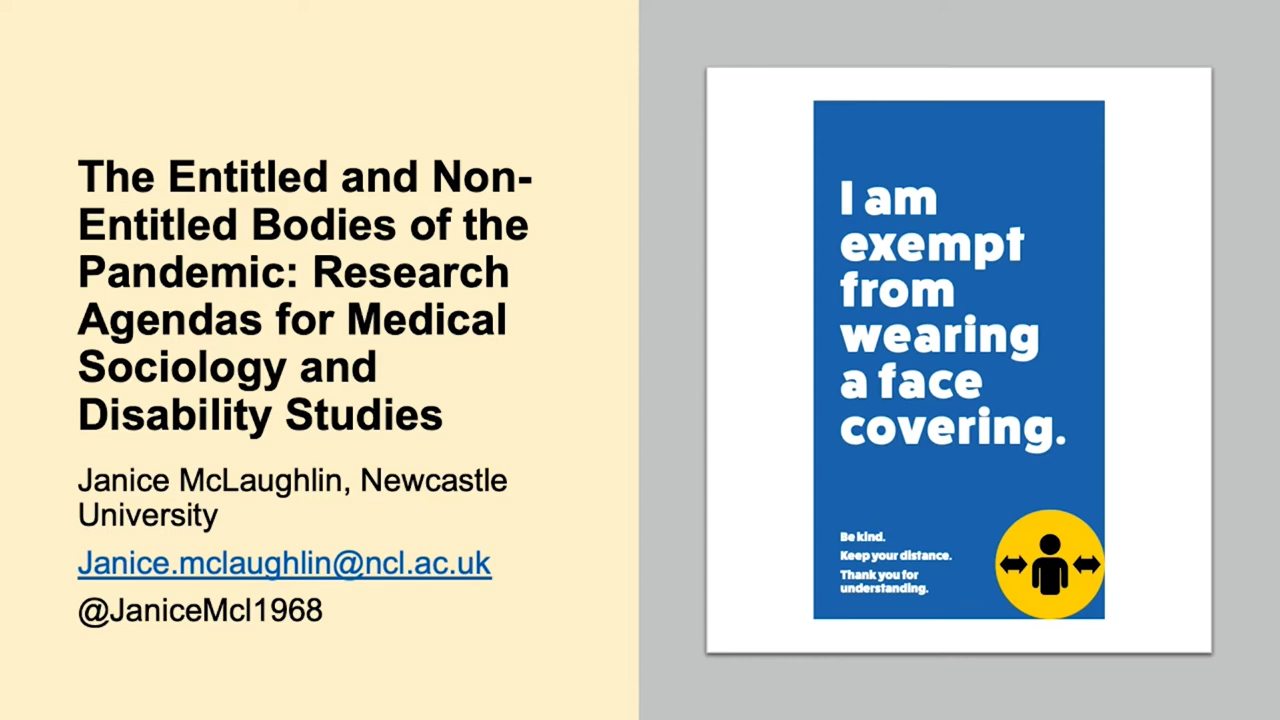 The Entitled and Non-
Entitled Bodies of the
Pandemic: Research
Agendas for Medical
Sociology and
Disability Studies
Janice McLaughlin, Newcastle
University
Janice.mclaughlin@ncl.ac.uk
@JaniceMcl1968
I am
exempt
from
wearing
a face
covering.
Be kind.
Keep your distance.
Thank you for
understanding.